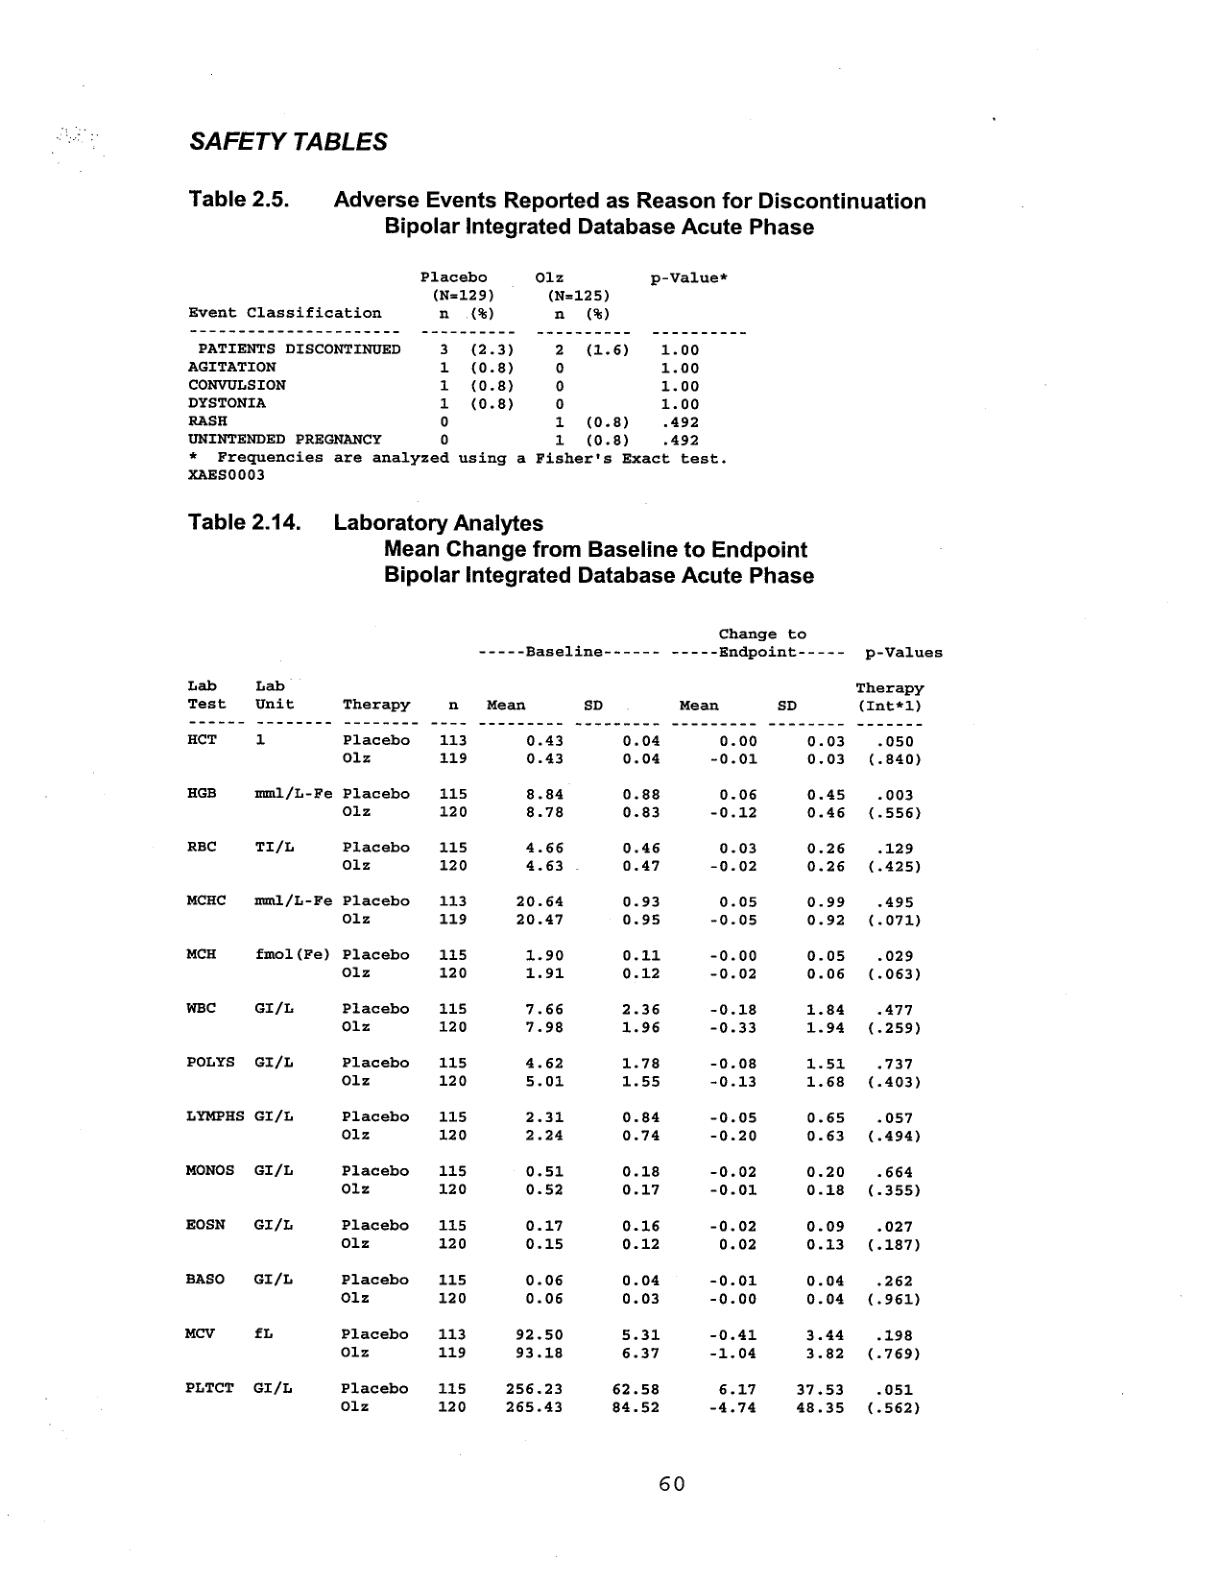 SAFETY TABLES
Table 2.5. Adverse Events Reported as Reason for Discontinuation
Bipolar Integrated Database Acute Phase
Placebo Olz p-Value*
(N=129) (N=125)
Event Classification n (%) n (%)
---------------------- ---------- ---------- ----------
PATIENTS DISCONTINUED 3 (2.3) 2 (1.6) 1.00
AGITATION 1 (0.8) 0 1.00
CONVULSION 1 (0.8) 0 1.00
DYSTONIA 1 (0.8) 0 1.00
RASH 0 1 (0.8) .492
UNINTENDED PREGNANCY 0 1 (0.8) .492
* Frequencies are analyzed using a Fisher's Exact test.
XAES0003
Table 2.14. Laboratory Analytes
Mean Change from Baseline to Endpoint
Bipolar Integrated Database Acute Phase
Change to
-----Baseline------ -----Endpoint----- p-Values
Lab Lab Therapy
Test Unit Therapy n Mean SD Mean SD (Int*1)
------ -------- -------- ---- --------- --------- --------- -------- -------
HCT 1 Placebo 113 0.43 0.04 0.00 0.03 .050
Olz 119 0.43 0.04 -0.01 0.03 (.840)
HGB mml/L-Fe Placebo 115 8.84 0.88 0.06 0.45 .003
Olz 120 8.78 0.83 -0.12 0.46 (.556)
RBC TI/L Placebo 115 4.66 0.46 0.03 0.26 .129
Olz 120 4.63 0.47 -0.02 0.26 (.425)
MCHC mml/L-Fe Placebo 113 20.64 0.93 0.05 0.99 .495
Olz 119 20.47 0.95 -0.05 0.92 (.071)
MCH fmol(Fe) Placebo 115 1.90 0.11 -0.00 0.05 .029
Olz 120 1.91 0.12 -0.02 0.06 (.063)
WBC GI/L Placebo 115 7.66 2.36 -0.18 1.84 .477
Olz 120 7.98 1.96 -0.33 1.94 (.259)
POLYS GI/L Placebo 115 4.62 1.78 -0.08 1.51 .737
Olz 120 5.01 1.55 -0.13 1.68 (.403)
LYMPHS GI/L Placebo 115 2.31 0.84 -0.05 0.65 .057
Olz 120 2.24 0.74 -0.20 0.63 (.494)
MONOS GI/L Placebo 115 0.51 0.18 -0.02 0.20 .664
Olz 120 0.52 0.17 -0.01 0.18 (.355)
EOSN GI/L Placebo 115 0.17 0.16 -0.02 0.09 .027
Olz 120 0.15 0.12 0.02 0.13 (.187)
BASO GI/L Placebo 115 0.06 0.04 -0.01 0.04 .262
Olz 120 0.06 0.03 -0.00 0.04 (.961)
MCV fL Placebo 113 92.50 5.31 -0.41 3.44 .198
Olz 119 93.18 6.37 -1.04 3.82 (.769)
PLTCT GI/L Placebo 115 256.23 62.58 6.17 37.53 .051
Olz 120 265.43 84.52 -4.74 48.35 (.562)
60